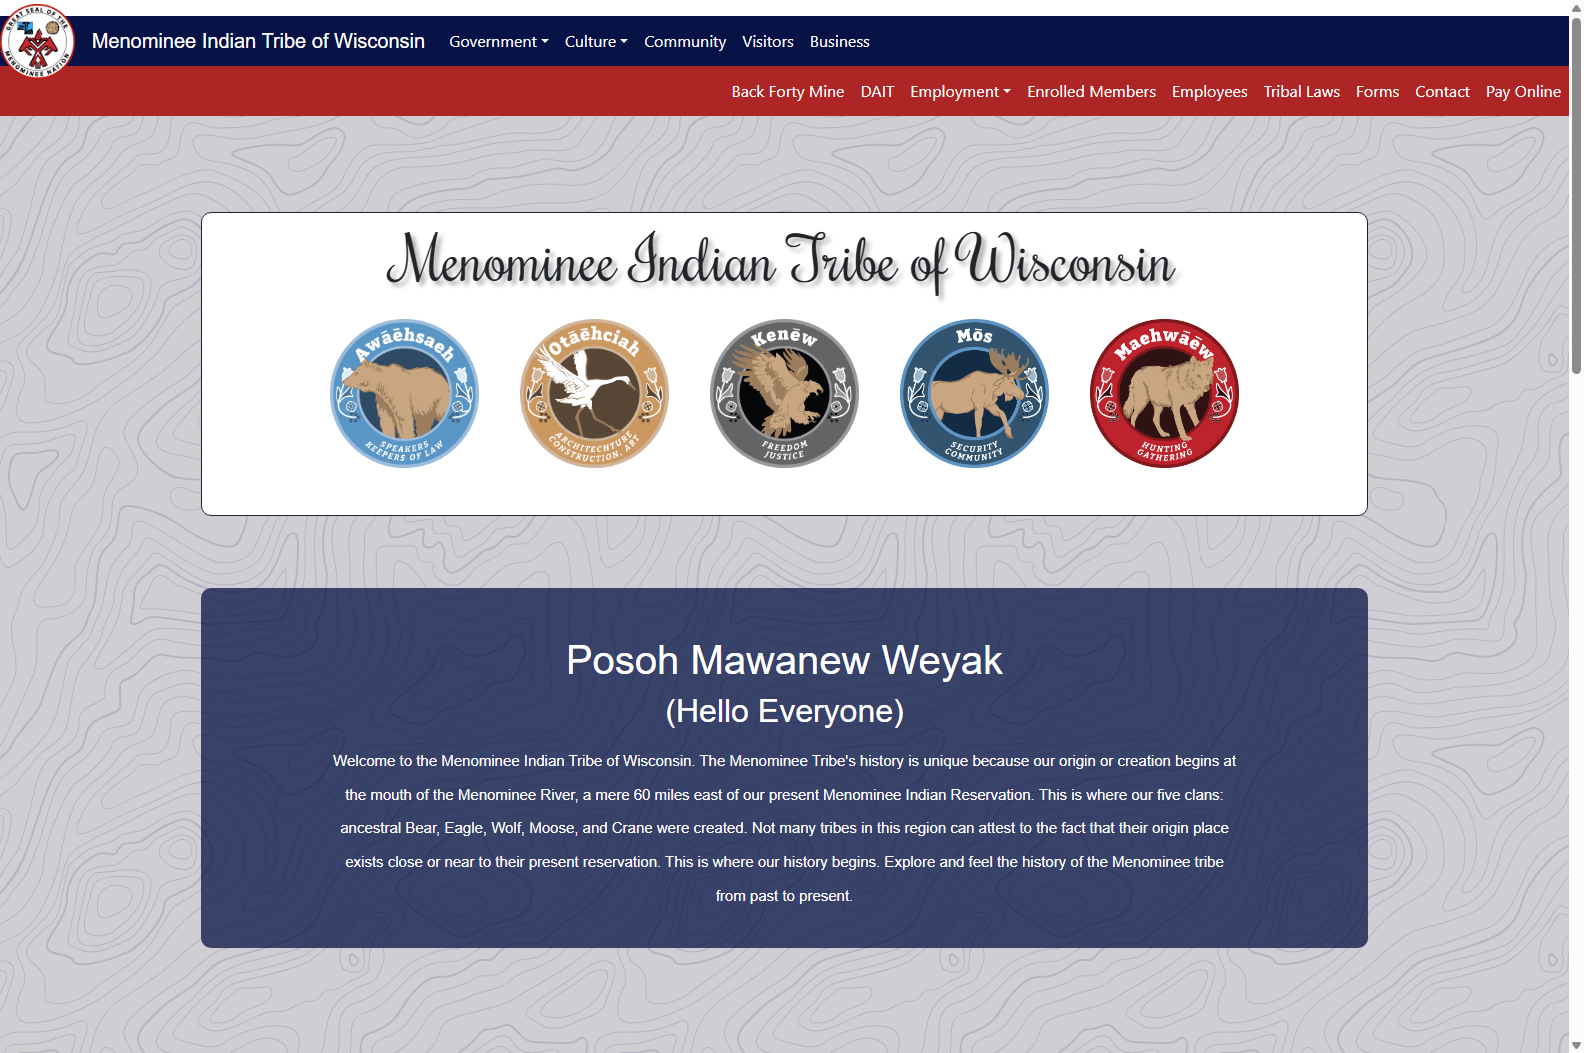 GREAT SEAL OF THE
MENOMINEE NATION
Menominee Indian Tribe of Wisconsin
Government
Culture
Community
Visitors
Business
Back Forty Mine
DAIT
Employment
Enrolled Members
Employees
Tribal Laws
Forms
Contact
Pay Online
Menominee Indian Tribe of Wisconsin
Awāēhsaeh
SPEAKERS
KEEPERS OF LAW
Otāēhciah
ARCHITECHTURE
CONSTRUCTION, ART
Kenēw
FREEDOM
JUSTICE
Mōs
SECURITY
COMMUNITY
Maehwāēw
HUNTING
GATHERING
Posoh Mawanew Weyak
(Hello Everyone)
Welcome to the Menominee Indian Tribe of Wisconsin. The Menominee Tribe's history is unique because our origin or creation begins at
the mouth of the Menominee River, a mere 60 miles east of our present Menominee Indian Reservation. This is where our five clans:
ancestral Bear, Eagle, Wolf, Moose, and Crane were created. Not many tribes in this region can attest to the fact that their origin place
exists close or near to their present reservation. This is where our history begins. Explore and feel the history of the Menominee tribe
from past to present.